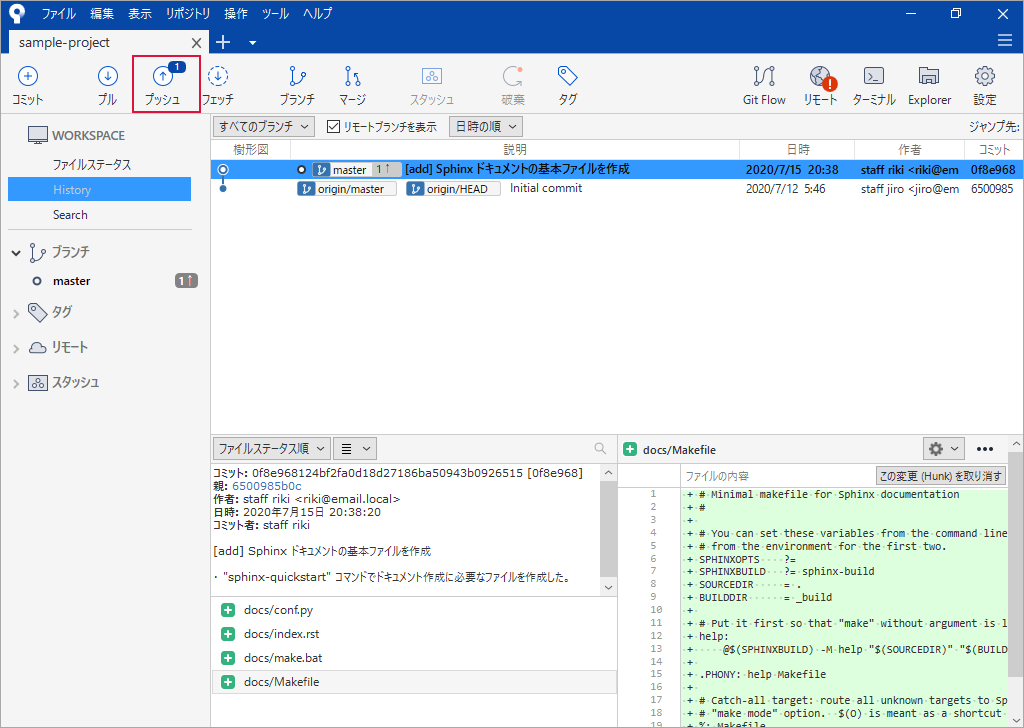 ファイル 編集 表示 リポジトリ 操作 ツール ヘルプ
sample-project
コミット プル 1 プッシュ フェッチ ブランチ マージ スタッシュ 破棄 タグ Git Flow リモート ターミナル Explorer 設定
WORKSPACE
ファイルステータス
History
Search
ブランチ
master 1↑
タグ
リモート
スタッシュ
すべてのブランチ リモートブランチを表示 日時の順 ジャンプ先:
樹形図 説明 日時 作者 コミット
master 1↑ [add] Sphinx ドキュメントの基本ファイルを作成 2020/7/15 20:38 staff riki <riki@em 0f8e968
origin/master origin/HEAD Initial commit 2020/7/12 5:46 staff jiro <jiro@em 6500985
ファイルステータス順
コミット: 0f8e968124bf2fa0d18d27186ba50943b0926515 [0f8e968]
親: 6500985b0c
作者: staff riki <riki@email.local>
日時: 2020年7月15日 20:38:20
コミット者: staff riki
[add] Sphinx ドキュメントの基本ファイルを作成
・ "sphinx-quickstart" コマンドでドキュメント作成に必要なファイルを作成した。
docs/conf.py
docs/index.rst
docs/make.bat
docs/Makefile
docs/Makefile
ファイルの内容 この変更 (Hunk) を取り消す
1 + # Minimal makefile for Sphinx documentation
2 + #
3 +
4 + # You can set these variables from the command line
5 + # from the environment for the first two.
6 + SPHINXOPTS ?=
7 + SPHINXBUILD ?= sphinx-build
8 + SOURCEDIR = .
9 + BUILDDIR = _build
10 +
11 + # Put it first so that "make" without argument is l
12 + help:
13 + @$(SPHINXBUILD) -M help "$(SOURCEDIR)" "$(BUILD
14 +
15 + .PHONY: help Makefile
16 +
17 + # Catch-all target: route all unknown targets to Sp
18 + # "make mode" option. $(O) is meant as a shortcut
19 + %: Makefile